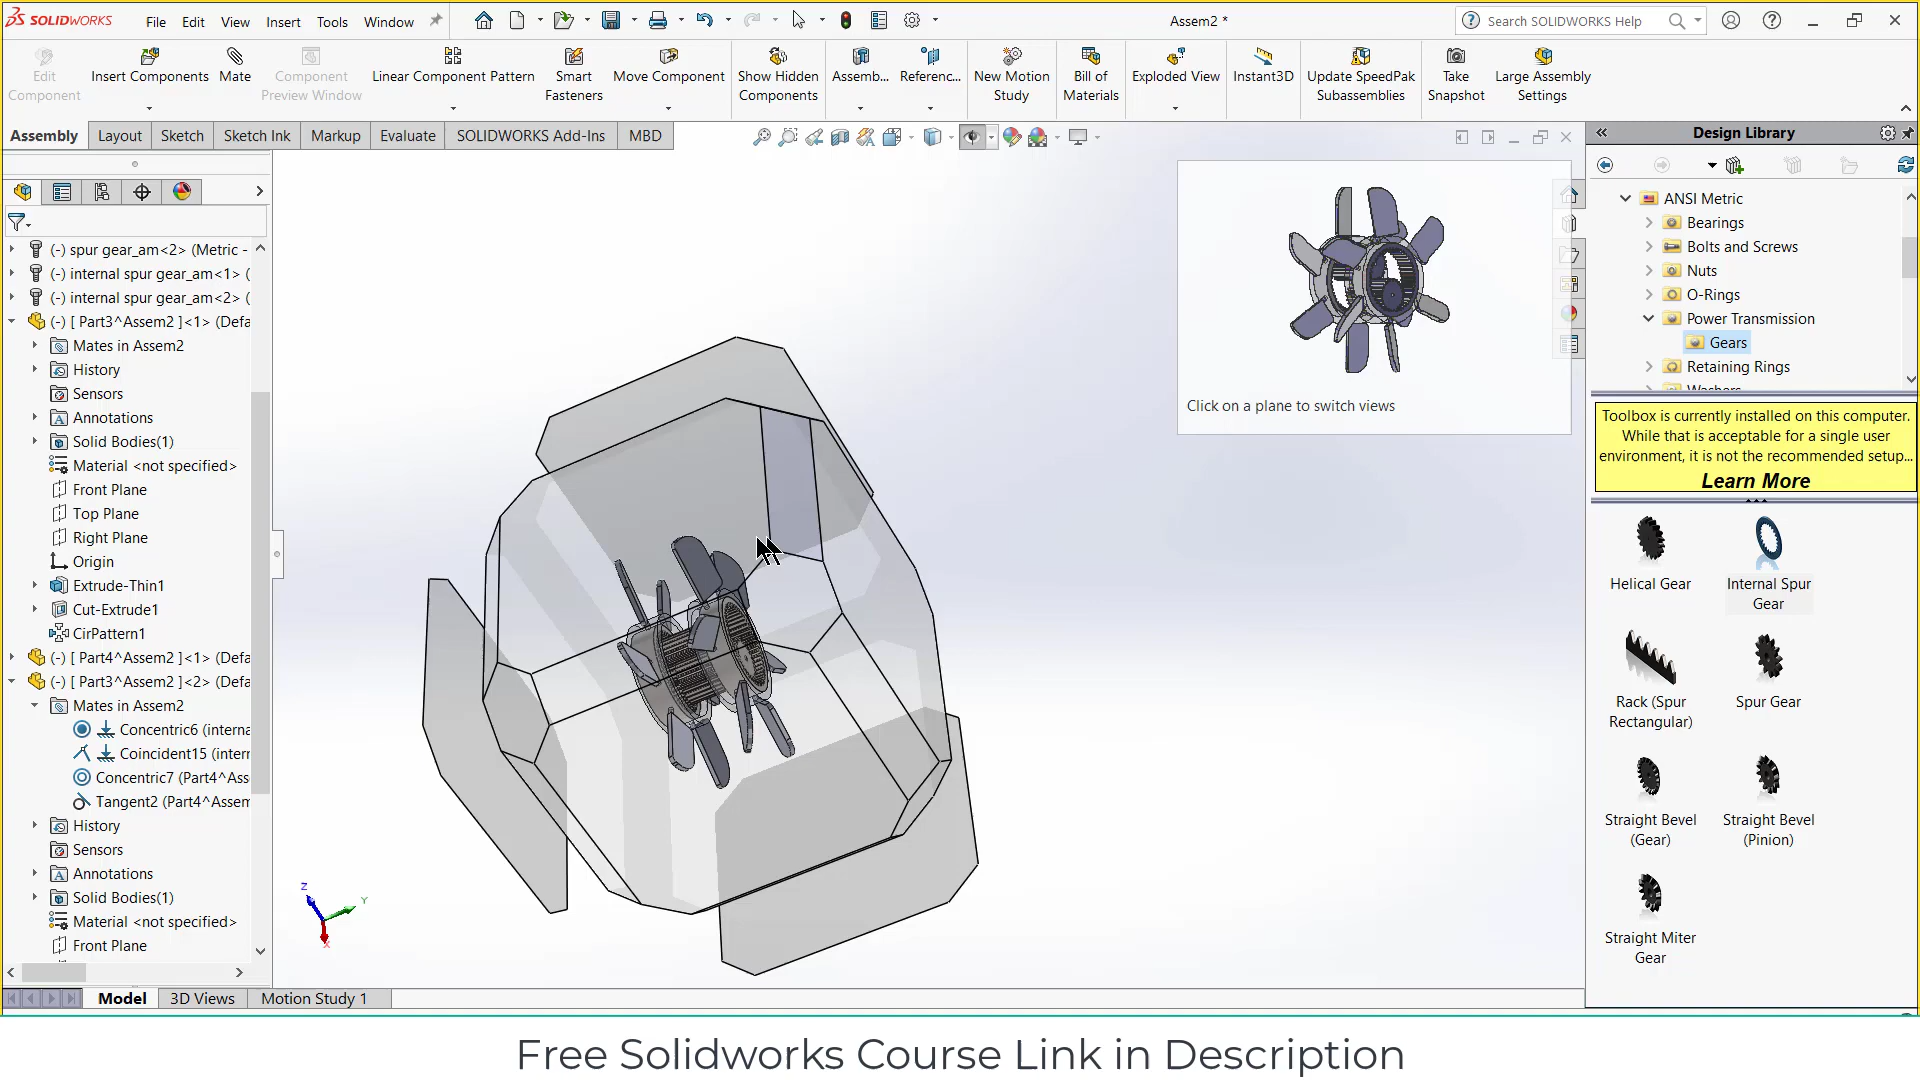 SOLIDWORKS
File
Edit
View
Insert
Tools
Window
Assem2 *
Search SOLIDWORKS Help
Edit
Component
Insert Components
Mate
Component
Preview Window
Linear Component Pattern
Smart
Fasteners
Move Component
Show Hidden
Components
Assemb...
Referenc...
New Motion
Study
Bill of
Materials
Exploded View
Instant3D
Update SpeedPak
Subassemblies
Take
Snapshot
Large Assembly
Settings
Assembly
Layout
Sketch
Sketch Ink
Markup
Evaluate
SOLIDWORKS Add-Ins
MBD
(-) spur gear_am<2> (Metric -
(-) internal spur gear_am<1> (
(-) internal spur gear_am<2> (
(-) [ Part3^Assem2 ]<1> (Defa
Mates in Assem2
History
Sensors
Annotations
Solid Bodies(1)
Material <not specified>
Front Plane
Top Plane
Right Plane
Origin
Extrude-Thin1
Cut-Extrude1
CirPattern1
(-) [ Part4^Assem2 ]<1> (Defa
(-) [ Part3^Assem2 ]<2> (Defa
Mates in Assem2
Concentric6 (interna
Coincident15 (interr
Concentric7 (Part4^Ass
Tangent2 (Part4^Assem
History
Sensors
Annotations
Solid Bodies(1)
Material <not specified>
Front Plane
Click on a plane to switch views
Z
Y
X
Design Library
ANSI Metric
Bearings
Bolts and Screws
Nuts
O-Rings
Power Transmission
Gears
Retaining Rings
Toolbox is currently installed on this computer.
While that is acceptable for a single user
environment, it is not the recommended setup...
Learn More
Helical Gear
Internal Spur
Gear
Rack (Spur
Rectangular)
Spur Gear
Straight Bevel
(Gear)
Straight Bevel
(Pinion)
Straight Miter
Gear
Model
3D Views
Motion Study 1
Free Solidworks Course Link in Description